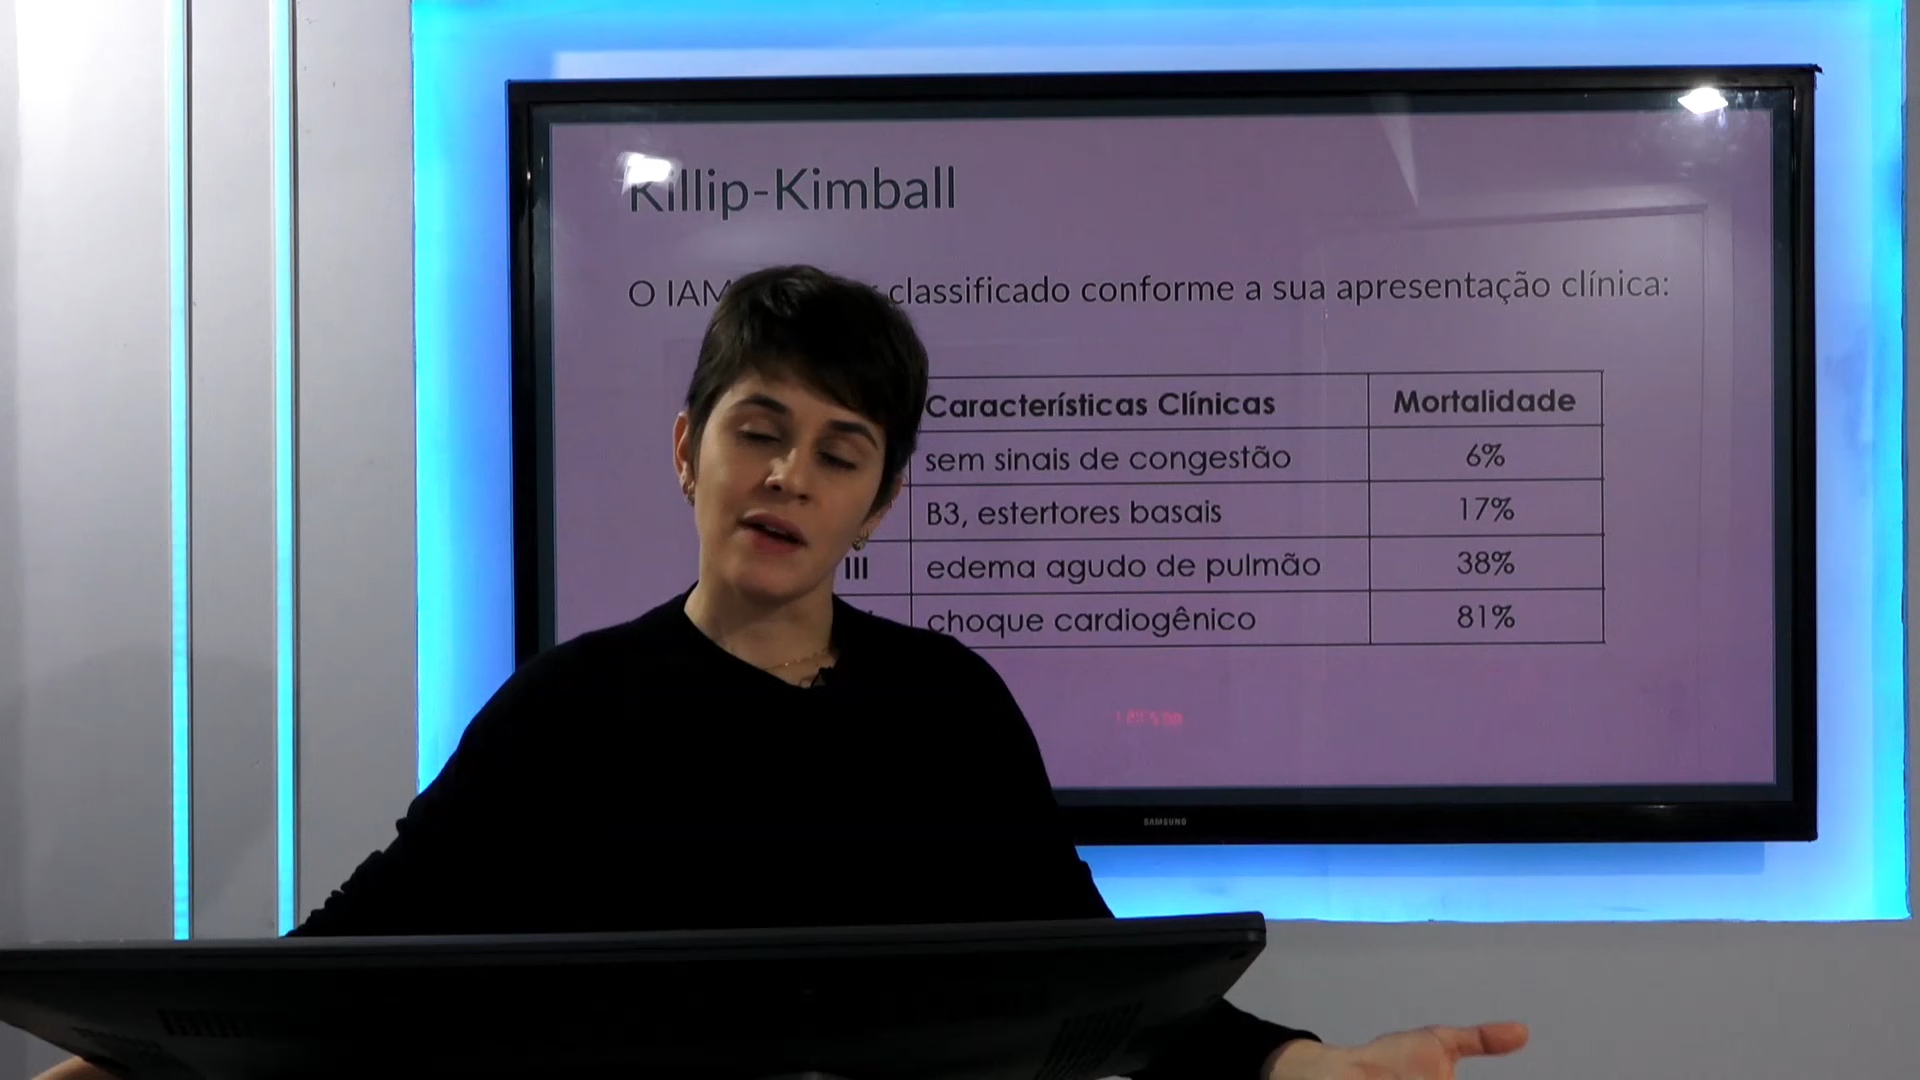 Killip-Kimball
O IAM classificado conforme a sua apresentação clínica:
Características Clínicas Mortalidade
sem sinais de congestão 6%
B3, estertores basais 17%
III edema agudo de pulmão 38%
choque cardiogênico 81%
SAMSUNG